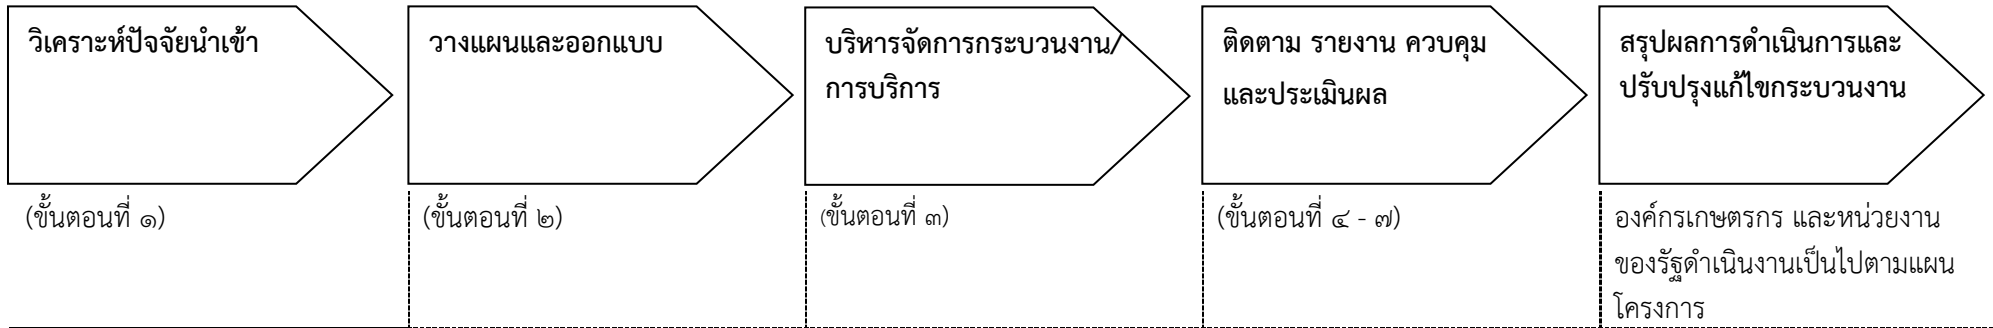 วิเคราะห์ปัจจัยนำเข้า
(ขั้นตอนที่ ๑)
วางแผนและออกแบบ
(ขั้นตอนที่ ๒)
บริหารจัดการกระบวนงาน/
การบริการ
(ขั้นตอนที่ ๓)
ติดตาม รายงาน ควบคุม
และประเมินผล
(ขั้นตอนที่ ๔ - ๗)
สรุปผลการดำเนินการและ
ปรับปรุงแก้ไขกระบวนงาน
องค์กรเกษตรกร และหน่วยงาน
ของรัฐดำเนินงานเป็นไปตามแผน
โครงการ